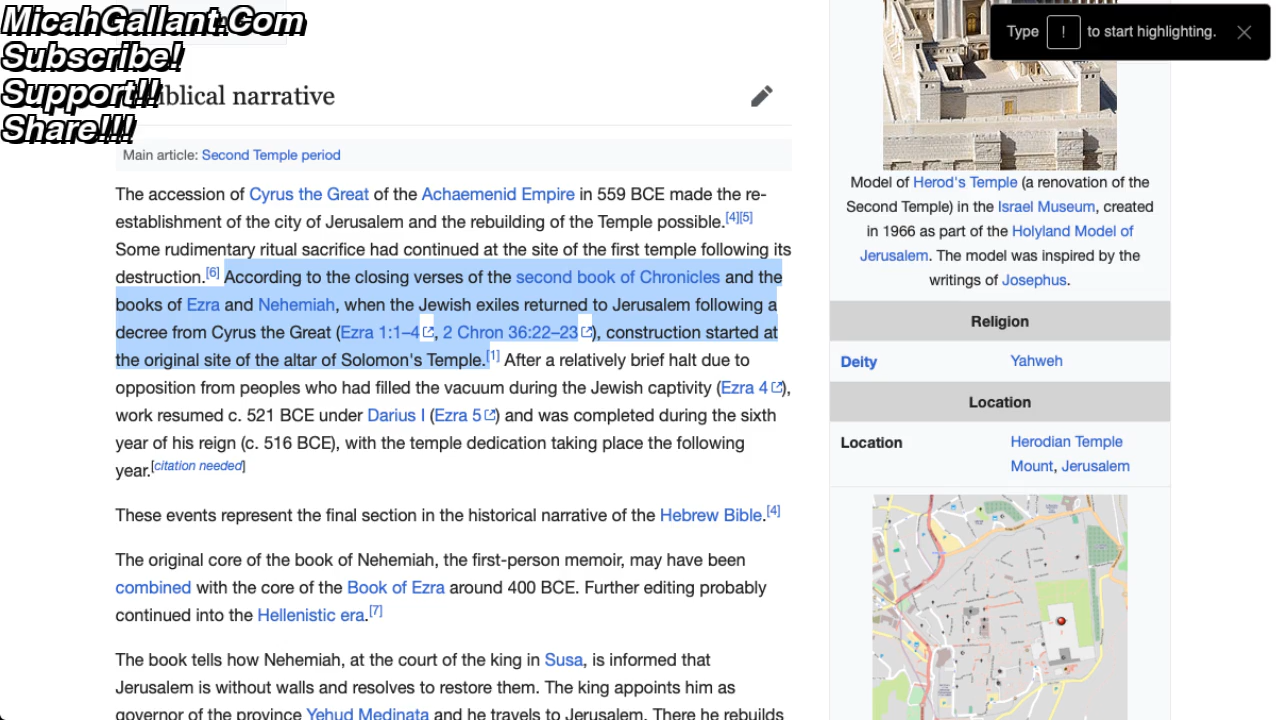 MicahGallant.Com
Subscribe!
Support!!
Share!!!
Biblical narrative
Main article: Second Temple period
The accession of Cyrus the Great of the Achaemenid Empire in 559 BCE made the re-
establishment of the city of Jerusalem and the rebuilding of the Temple possible.[4][5]
Some rudimentary ritual sacrifice had continued at the site of the first temple following its
destruction.[6] According to the closing verses of the second book of Chronicles and the
books of Ezra and Nehemiah, when the Jewish exiles returned to Jerusalem following a
decree from Cyrus the Great (Ezra 1:1–4, 2 Chron 36:22–23), construction started at
the original site of the altar of Solomon's Temple.[1] After a relatively brief halt due to
opposition from peoples who had filled the vacuum during the Jewish captivity (Ezra 4),
work resumed c. 521 BCE under Darius I (Ezra 5) and was completed during the sixth
year of his reign (c. 516 BCE), with the temple dedication taking place the following
year.[citation needed]
These events represent the final section in the historical narrative of the Hebrew Bible.[4]
The original core of the book of Nehemiah, the first-person memoir, may have been
combined with the core of the Book of Ezra around 400 BCE. Further editing probably
continued into the Hellenistic era.[7]
The book tells how Nehemiah, at the court of the king in Susa, is informed that
Jerusalem is without walls and resolves to restore them. The king appoints him as
governor of the province Yehud Medinata and he travels to Jerusalem. There he rebuilds
Type ! to start highlighting.
Model of Herod's Temple (a renovation of the
Second Temple) in the Israel Museum, created
in 1966 as part of the Holyland Model of
Jerusalem. The model was inspired by the
writings of Josephus.
Religion
Deity Yahweh
Location
Location Herodian Temple
Mount, Jerusalem